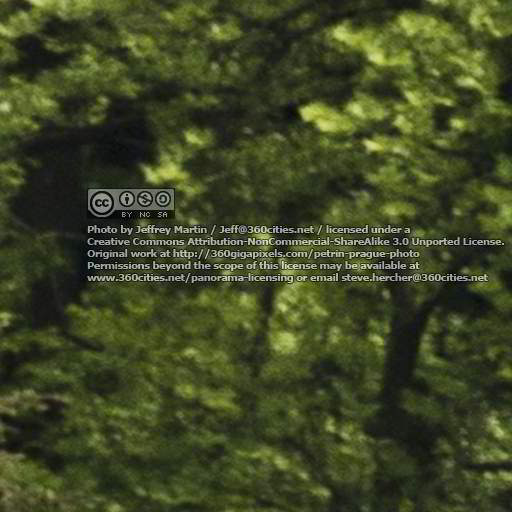 cc
BY NC SA
Photo by Jeffrey Martin / Jeff@360cities.net / licensed under a
Creative Commons Attribution-NonCommercial-ShareAlike 3.0 Unported License.
Original work at http://360gigapixels.com/petrin-prague-photo
Permissions beyond the scope of this license may be available at
www.360cities.net/panorama-licensing or email steve.hercher@360cities.net